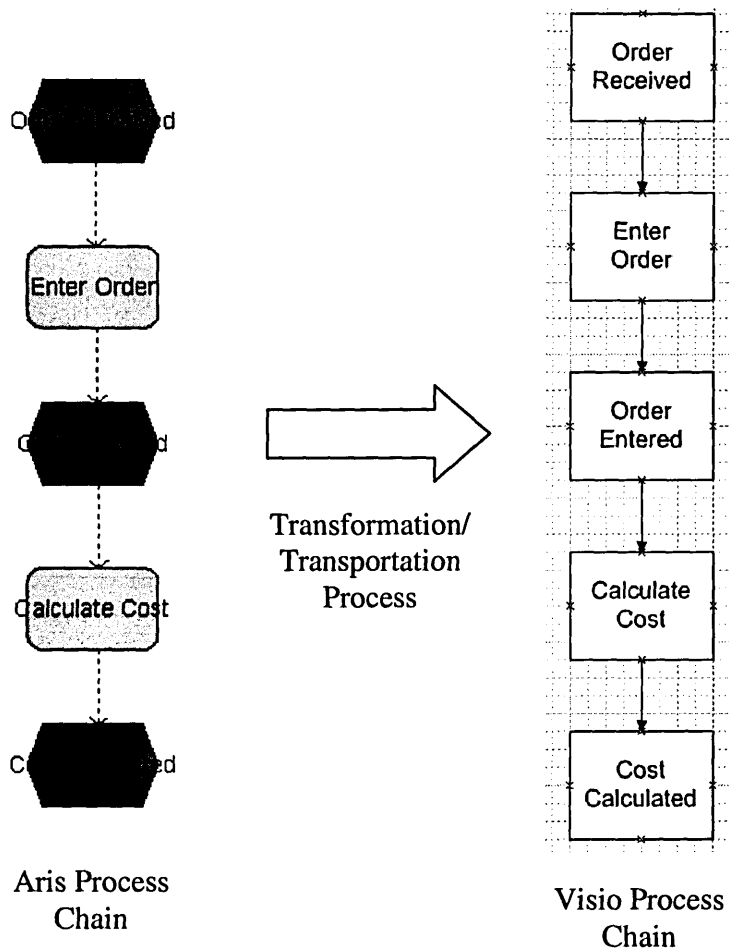 Enter Order
Calculate Cost
Aris Process
Chain
Transformation/
Transportation
Process
Order
Received
Enter
Order
Order
Entered
Calculate
Cost
Cost
Calculated
Visio Process
Chain